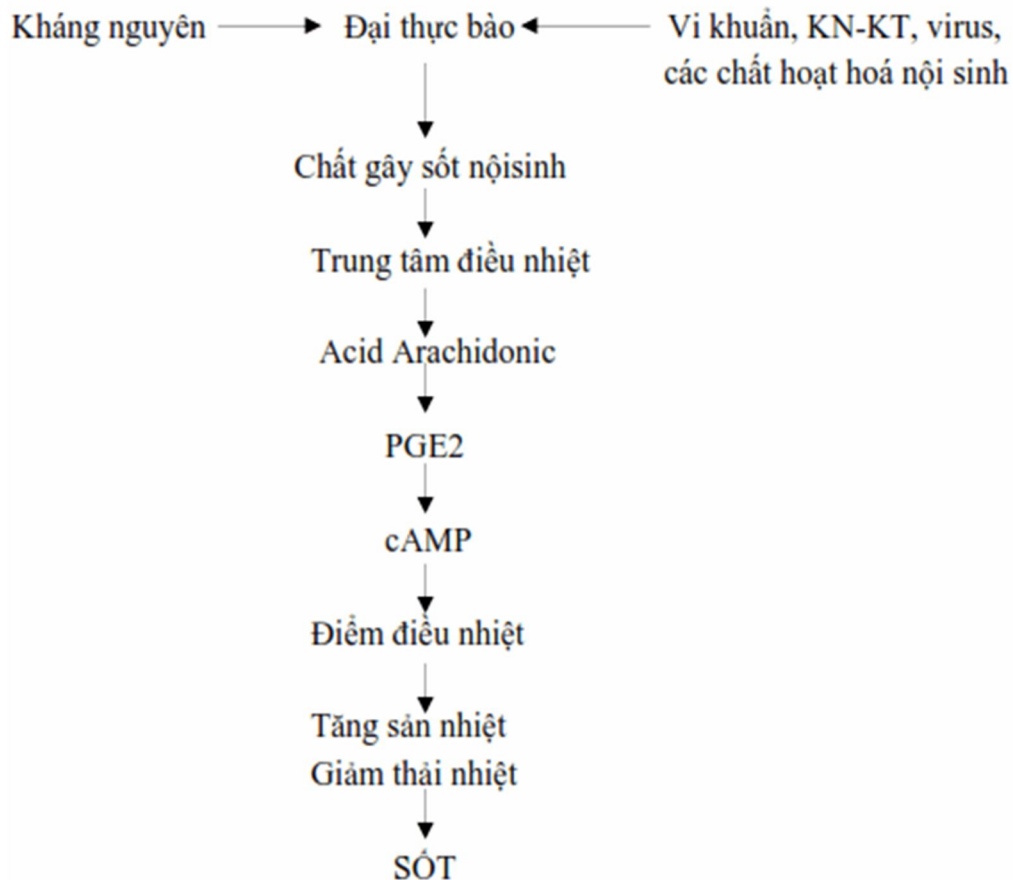 Kháng nguyên
Đại thực bào
Vi khuẩn, KN-KT, virus,
các chất hoạt hoá nội sinh
Chất gây sốt nộisinh
Trung tâm điều nhiệt
Acid Arachidonic
PGE2
cAMP
Điểm điều nhiệt
Tăng sản nhiệt
Giảm thải nhiệt
SỐT